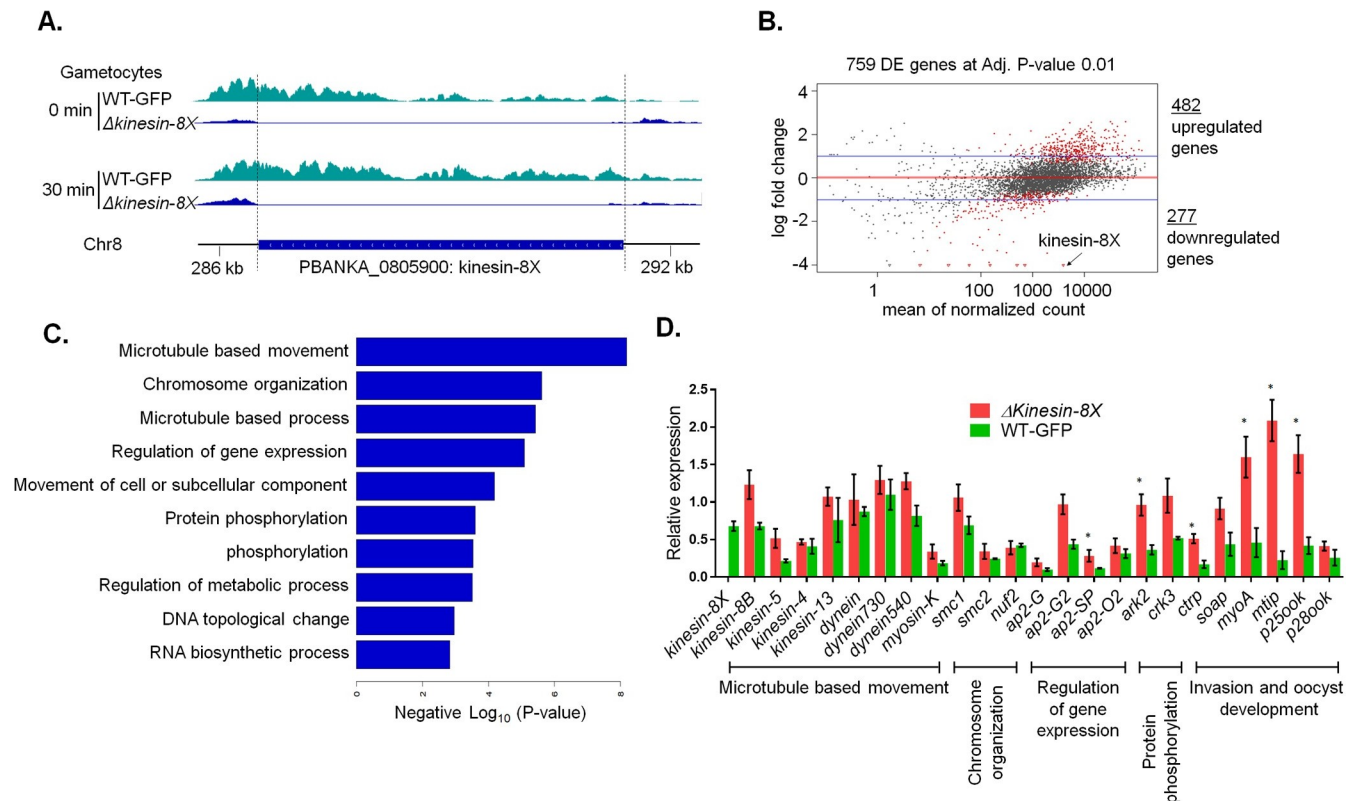 A.
Gametocytes
0 min
WT-GFP
Δkinesin-8X
30 min
WT-GFP
Δkinesin-8X
Chr8
286 kb
PBANKA_0805900: kinesin-8X
292 kb
B.
759 DE genes at Adj. P-value 0.01
log fold change
4
2
0
-2
-4
kinesin-8X
1
100
1000
10000
mean of normalized count
482
upregulated
genes
277
downregulated
genes
C.
Microtubule based movement
Chromosome organization
Microtubule based process
Regulation of gene expression
Movement of cell or subcellular component
Protein phosphorylation
phosphorylation
Regulation of metabolic process
DNA topological change
RNA biosynthetic process
0
2
4
6
8
Negative Log10 (P-value)
D.
Relative expression
2.5
2.0
1.5
1.0
0.5
0.0
ΔKinesin-8X
WT-GFP
*
*
*
*
*
*
kinesin-8X
kinesin-8B
kinesin-5
kinesin-4
kinesin-13
dynein
dynein730
dynein540
myosin-K
smc1
smc2
nuf2
ap2-G
ap2-G2
ap2-SP
ap2-O2
ark2
crk3
ctrp
soap
myoA
mtip
p25ook
p28ook
Microtubule based movement
Chromosome
organization
Regulation
of gene
expression
Protein
phosphorylation
Invasion and oocyst
development